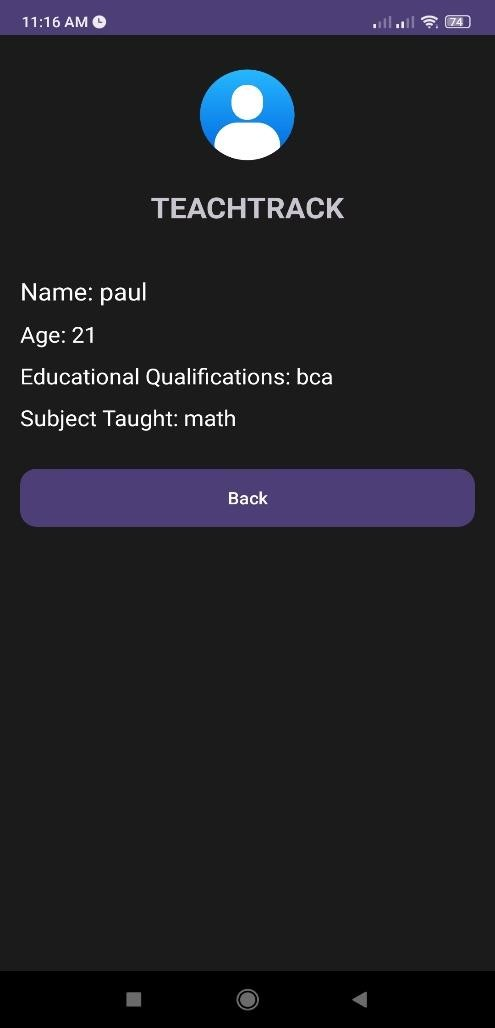 11:16 AM
74
TEACHTRACK
Name: paul
Age: 21
Educational Qualifications: bca
Subject Taught: math
Back